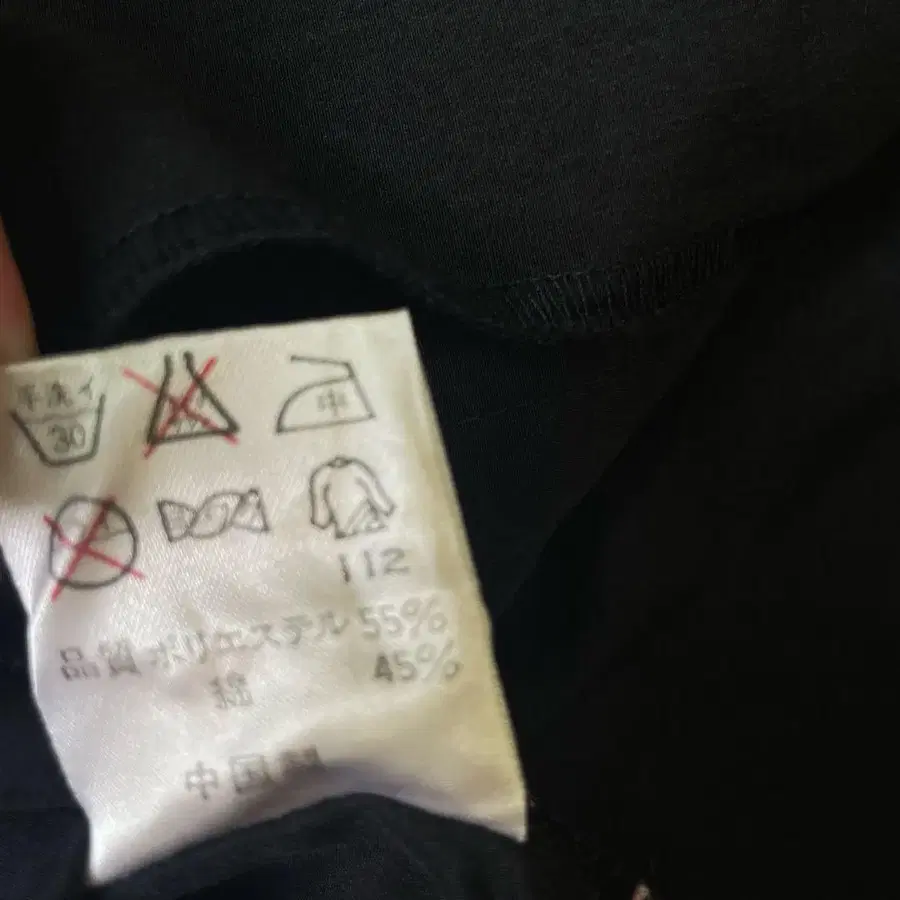 手洗イ
30
中
112
品質 ポリエステル 55%
綿 45%
中国製